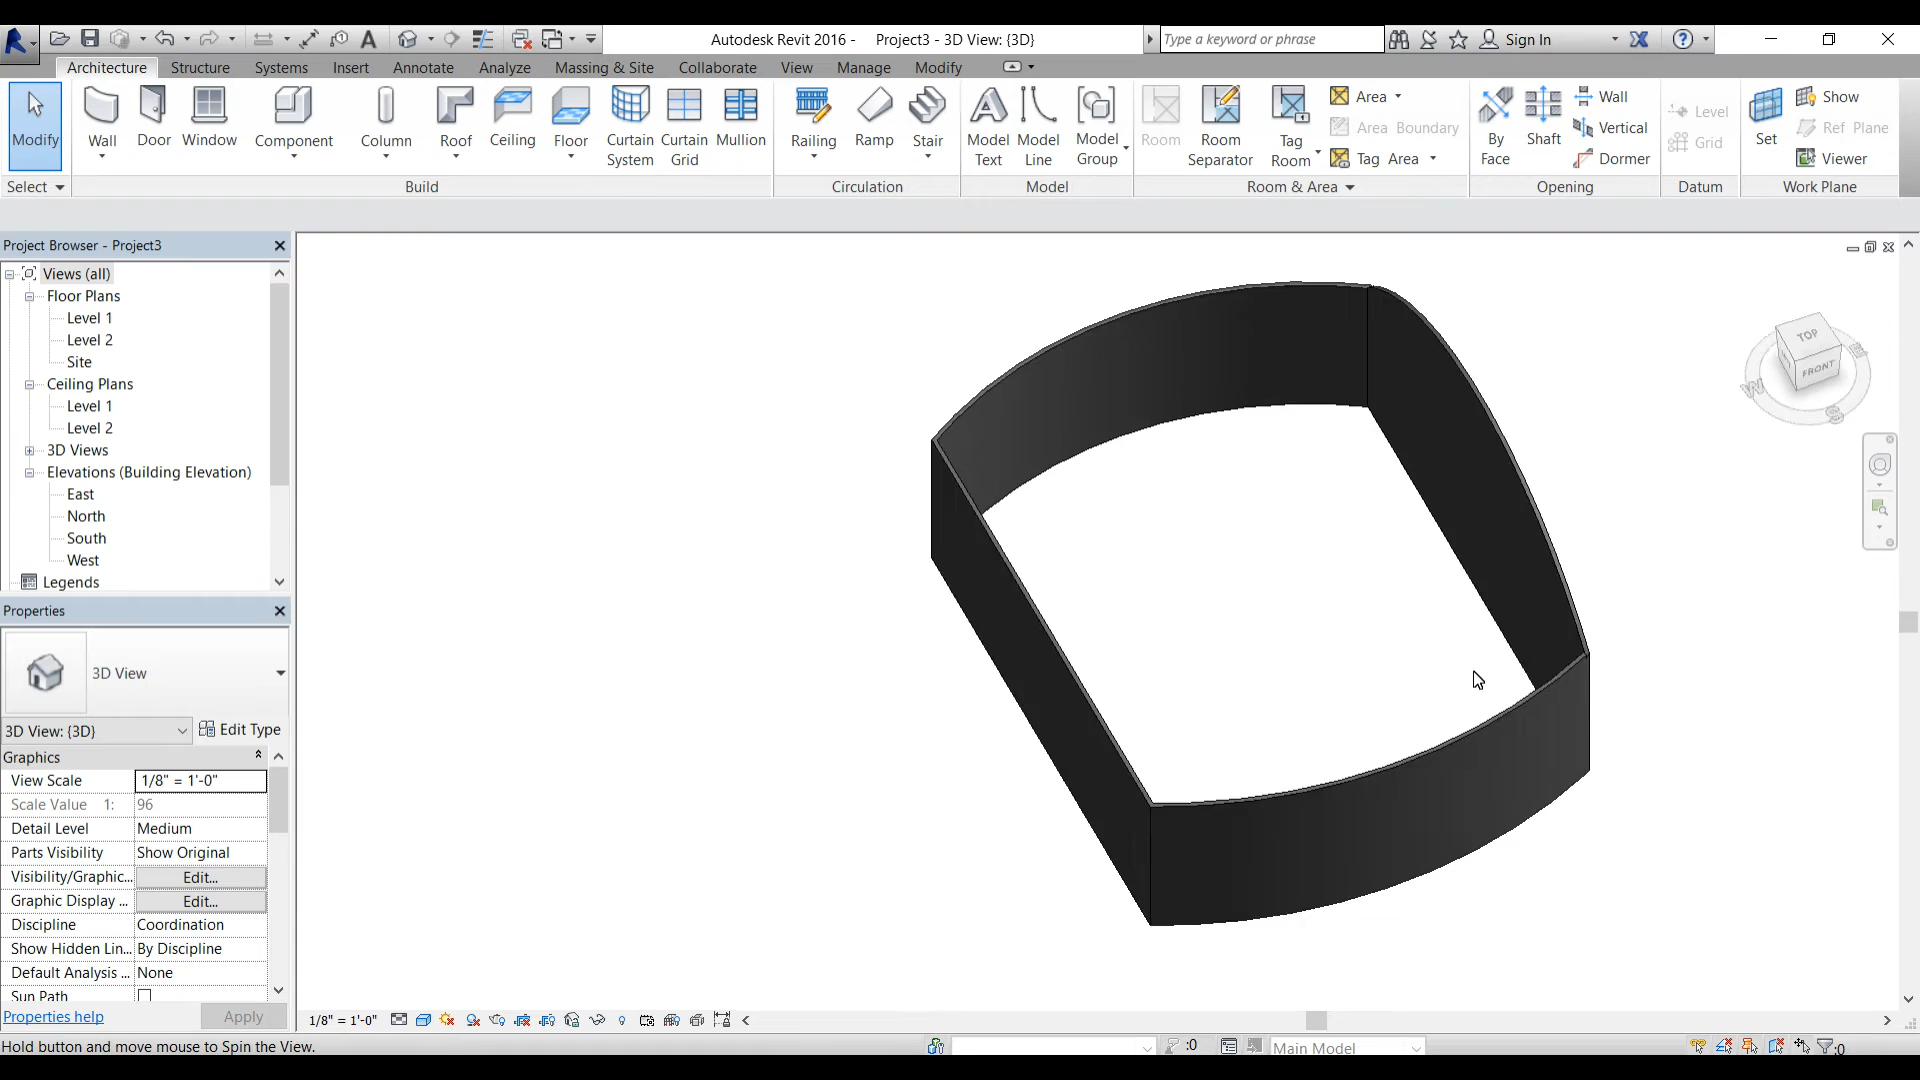 Autodesk Revit 2016 - Project3 - 3D View: {3D}
Type a keyword or phrase
Sign In
Architecture Structure Systems Insert Annotate Analyze Massing & Site Collaborate View Manage Modify
Modify
Wall
Door
Window
Component
Column
Roof
Ceiling
Floor
Curtain System
Curtain Grid
Mullion
Railing
Ramp
Stair
Model Text
Model Line
Model Group
Room
Room Separator
Tag Room
Area
Area Boundary
Tag Area
By Face
Shaft
Wall
Vertical
Dormer
Level
Grid
Set
Show
Ref Plane
Viewer
Select
Build
Circulation
Model
Room & Area
Opening
Datum
Work Plane
Project Browser - Project3
Views (all)
Floor Plans
Level 1
Level 2
Site
Ceiling Plans
Level 1
Level 2
3D Views
Elevations (Building Elevation)
East
North
South
West
Legends
TOP
FRONT
W
S
E
Properties
3D View
3D View: {3D}
Edit Type
Graphics
View Scale 1/8" = 1'-0"
Scale Value 1: 96
Detail Level Medium
Parts Visibility Show Original
Visibility/Graphic... Edit...
Graphic Display ... Edit...
Discipline Coordination
Show Hidden Lin... By Discipline
Default Analysis ... None
Sun Path
Properties help
Apply
1/8" = 1'-0"
Hold button and move mouse to Spin the View.
:0
Main Model
:0